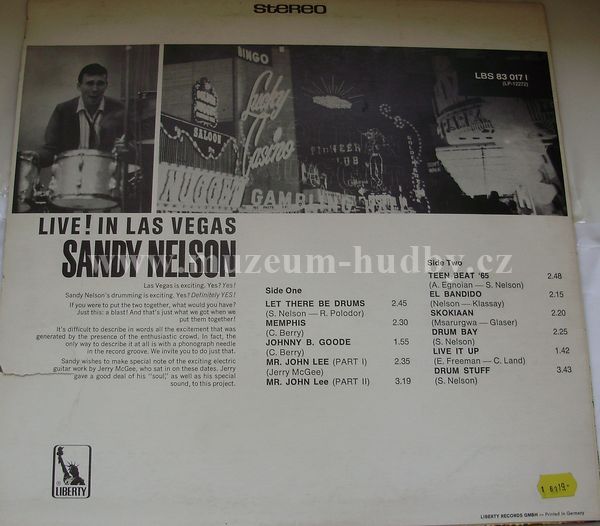 stereo
LBS 83 017 I
(LP-12272)
BINGO
Lucky
Casino
SALOON
PIONEER
CLUB
NUGGET
GAMBLING HALL
LIVE! IN LAS VEGAS
SANDY NELSON
www.muzeum-hudby.cz
Las Vegas is exciting. Yes? Yes!
Sandy Nelson's drumming is exciting. Yes? Definitely YES!
If you were to put the two together, what would you have?
Just this: a blast! And that's just what we got when we
put them together!
It's difficult to describe in words all the excitement that was
generated by the presence of the enthusiastic crowd. In fact, the
only way to describe it at all is with a phonograph needle
in the record groove. We invite you to do just that.
Sandy wishes to make special note of the exciting electric
guitar work by Jerry McGee, who sat in on these dates. Jerry
gave a good deal of his "soul," as well as his special
sound, to this project.
Side One
LET THERE BE DRUMS 2.45
(S. Nelson — R. Polodor)
MEMPHIS 2.30
(C. Berry)
JOHNNY B. GOODE 1.55
(C. Berry)
MR. JOHN LEE (PART I) 2.35
(Jerry McGee)
MR. JOHN Lee (PART II) 3.19
Side Two
TEEN BEAT '65 2.48
(A. Egnoian — S. Nelson)
EL BANDIDO 2.15
(Nelson — Klassay)
SKOKIAAN 2.20
(Msarurgwa — Glaser)
DRUM BAY 2.25
(S. Nelson)
LIVE IT UP 1.42
(E. Freeman — C. Land)
DRUM STUFF 3.43
(S. Nelson)
LIBERTY
LIBERTY RECORDS GMBH — Printed in Germany